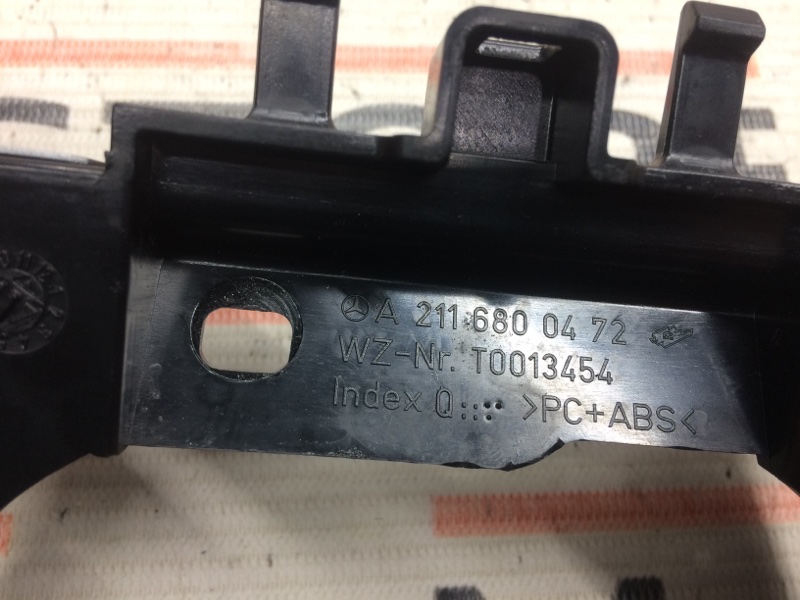 A 211 680 04 72
WZ-Nr. T0013454
Index Q >PC+ABS<